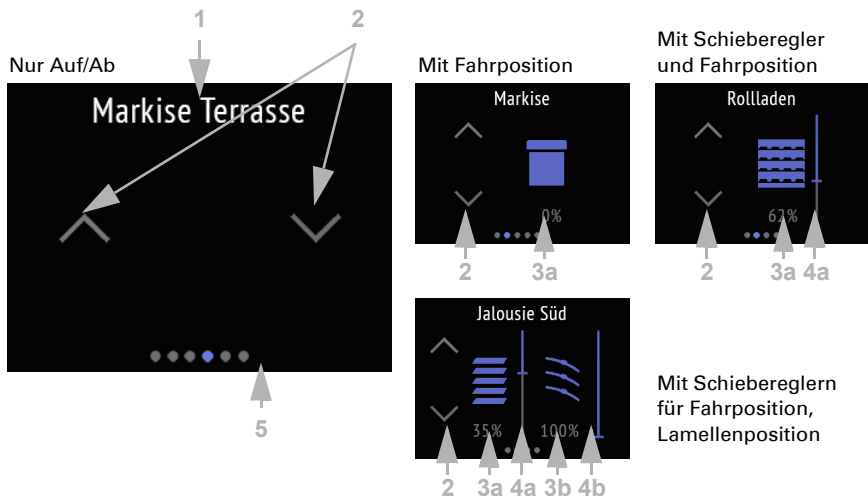 1
2
Nur Auf/Ab
Markise Terrasse
5
Mit Fahrposition
Markise
0%
2
3a
Mit Schieberegler
und Fahrposition
Rollladen
62%
2
3a
4a
Jalousie Süd
35%
100%
2
3a
4a
3b
4b
Mit Schiebereglern
für Fahrposition,
Lamellenposition